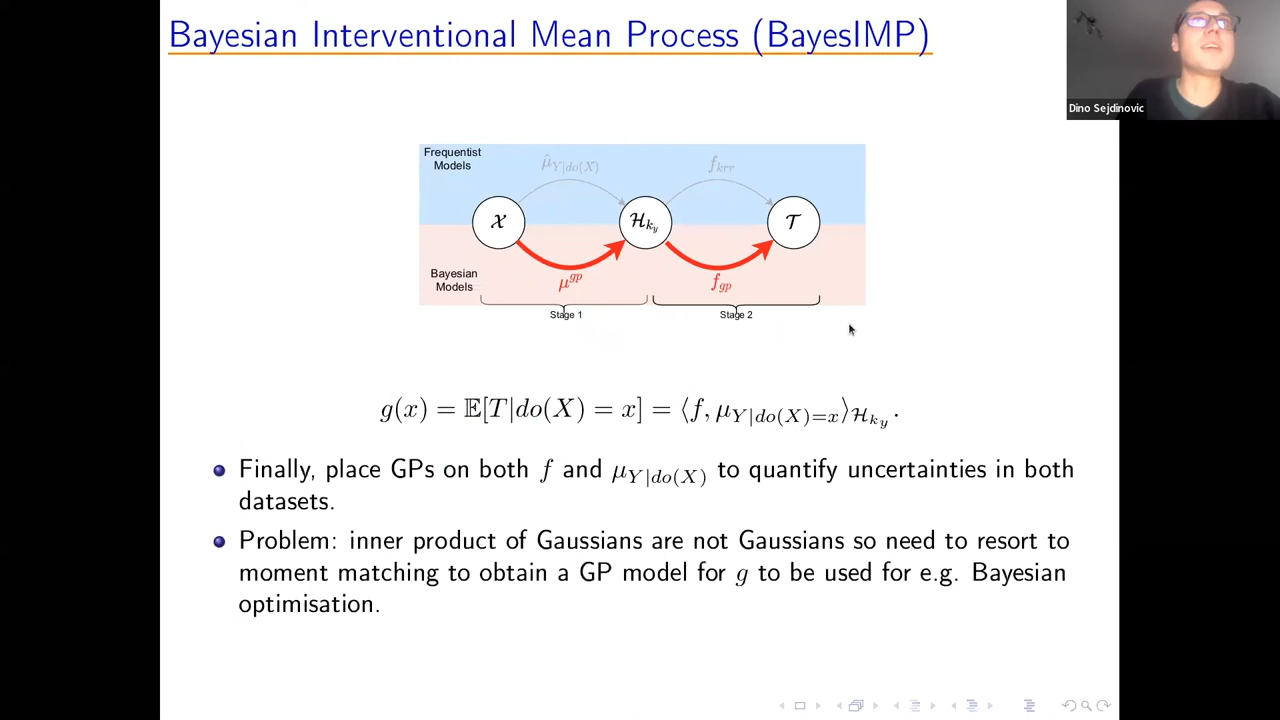 Bayesian Interventional Mean Process (BayesIMP)
Dino Sejdinovic
Frequentist
Models
μ̂_{Y|do(X)}
f_{krr}
𝒳
ℋ_{k_y}
𝒯
Bayesian
Models
μ^{gp}
f_{gp}
Stage 1
Stage 2
g(x) = 𝔼[T|do(X) = x] = ⟨f, μ_{Y|do(X)=x}⟩_{ℋ_{k_y}}.
Finally, place GPs on both f and μ_{Y|do(X)} to quantify uncertainties in both
datasets.
Problem: inner product of Gaussians are not Gaussians so need to resort to
moment matching to obtain a GP model for g to be used for e.g. Bayesian
optimisation.